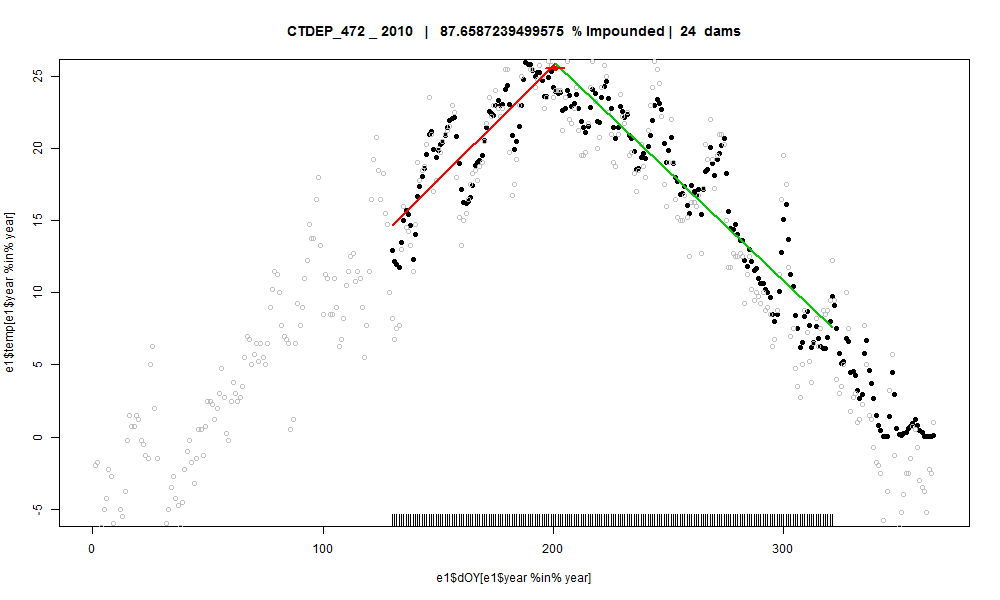 CTDEP_472 _ 2010 | 87.6587239499575 % Impounded | 24 dams
e1$temp[e1$year %in% year]
25
20
15
10
5
0
-5
0 100 200 300
e1$dOY[e1$year %in% year]